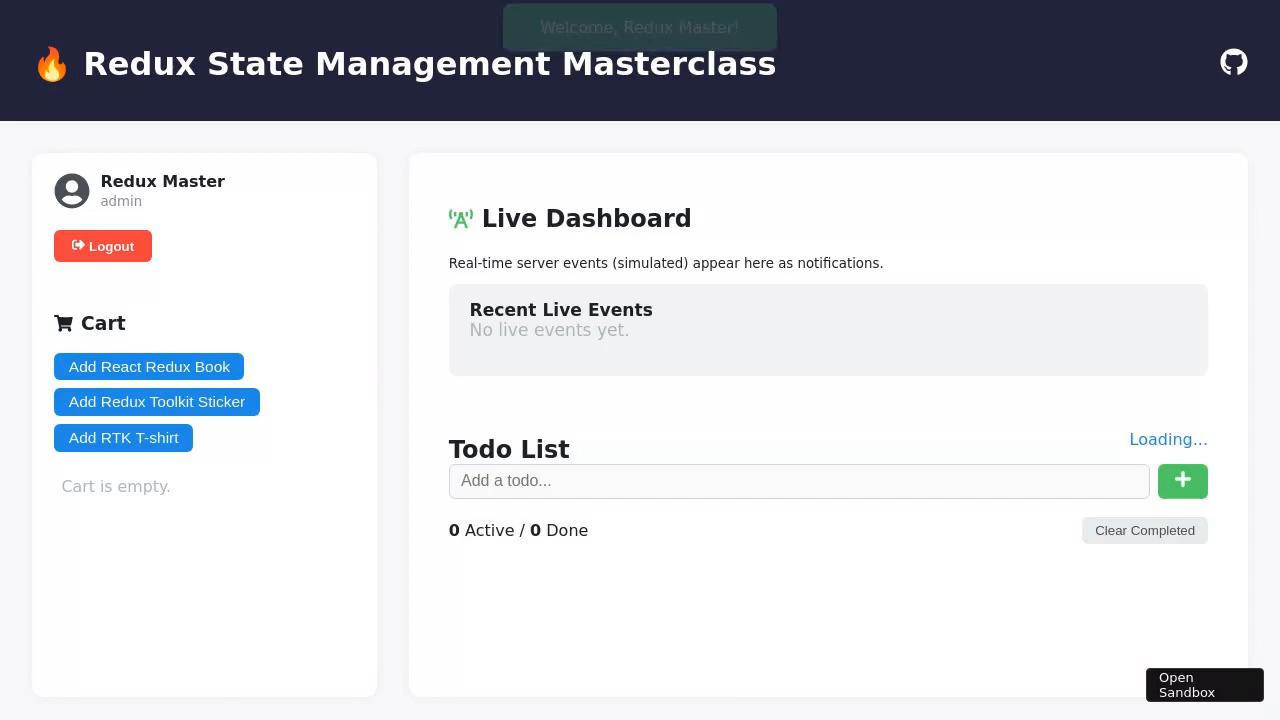 Welcome, Redux Master!
🔥 Redux State Management Masterclass
Redux Master
admin
Logout
Cart
Add React Redux Book
Add Redux Toolkit Sticker
Add RTK T-shirt
Cart is empty.
Live Dashboard
Real-time server events (simulated) appear here as notifications.
Recent Live Events
No live events yet.
Todo List
Loading...
Add a todo...
0 Active / 0 Done
Clear Completed
Open
Sandbox